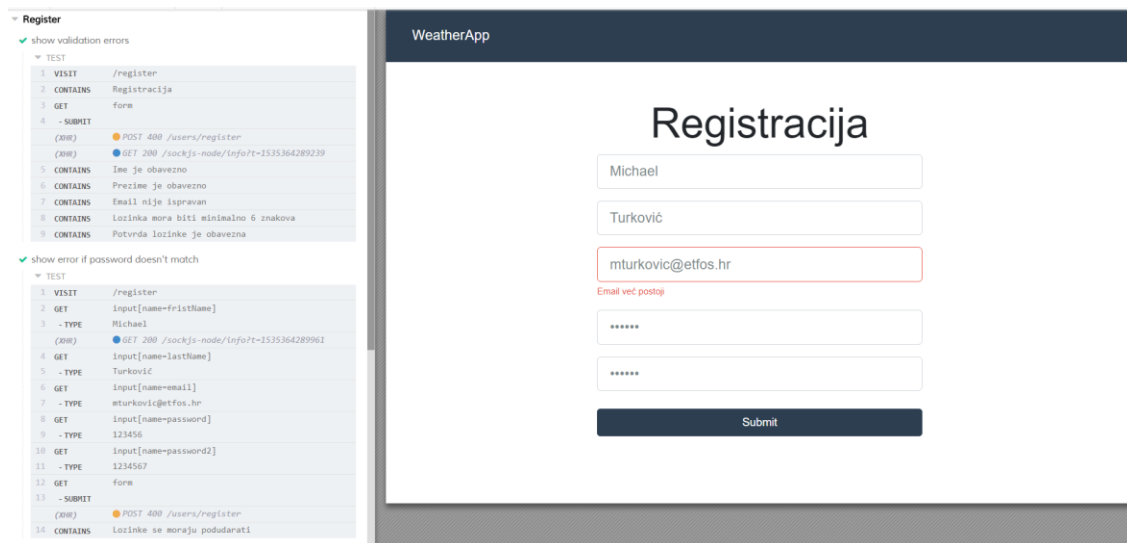 Register
show validation errors
TEST
1 VISIT /register
2 CONTAINS Registracija
3 GET form
4 - SUBMIT
(XHR) POST 400 /users/register
(XHR) GET 200 /sockjs-node/info?t=1535364289239
5 CONTAINS Ime je obavezno
6 CONTAINS Prezime je obavezno
7 CONTAINS Email nije ispravan
8 CONTAINS Lozinka mora biti minimalno 6 znakova
9 CONTAINS Potvrda lozinke je obavezna
show error if password doesn't match
TEST
1 VISIT /register
2 GET input[name=fristName]
3 - TYPE Michael
(XHR) GET 200 /sockjs-node/info?t=1535364289961
4 GET input[name=lastName]
5 - TYPE Turković
6 GET input[name=email]
7 - TYPE mturkovic@etfos.hr
8 GET input[name=password]
9 - TYPE 123456
10 GET input[name=password2]
11 - TYPE 1234567
12 GET form
13 - SUBMIT
(XHR) POST 400 /users/register
14 CONTAINS Lozinke se moraju podudarati
WeatherApp
Registracija
Michael
Turković
mturkovic@etfos.hr
Email već postoji
••••••
••••••
Submit